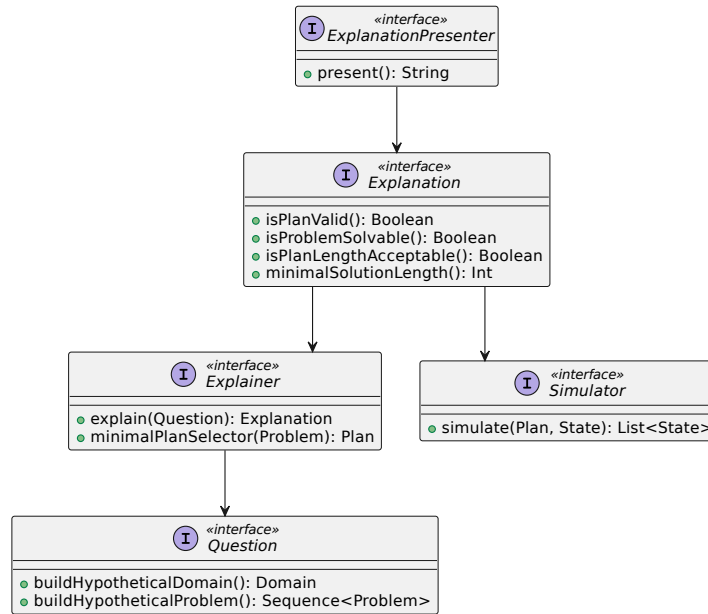 «interface»
I ExplanationPresenter
present(): String
«interface»
I Explanation
isPlanValid(): Boolean
isProblemSolvable(): Boolean
isPlanLengthAcceptable(): Boolean
minimalSolutionLength(): Int
«interface»
I Explainer
explain(Question): Explanation
minimalPlanSelector(Problem): Plan
«interface»
I Simulator
simulate(Plan, State): List<State>
«interface»
I Question
buildHypotheticalDomain(): Domain
buildHypotheticalProblem(): Sequence<Problem>